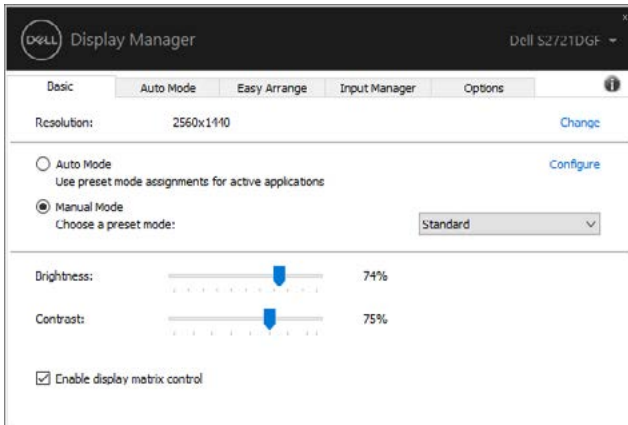 x
DELL Display Manager Dell S2721DGF
Basic Auto Mode Easy Arrange Input Manager Options
Resolution: 2560x1440 Change
Auto Mode Configure
Use preset mode assignments for active applications
Manual Mode
Choose a preset mode: Standard
Brightness: 74%
Contrast: 75%
Enable display matrix control